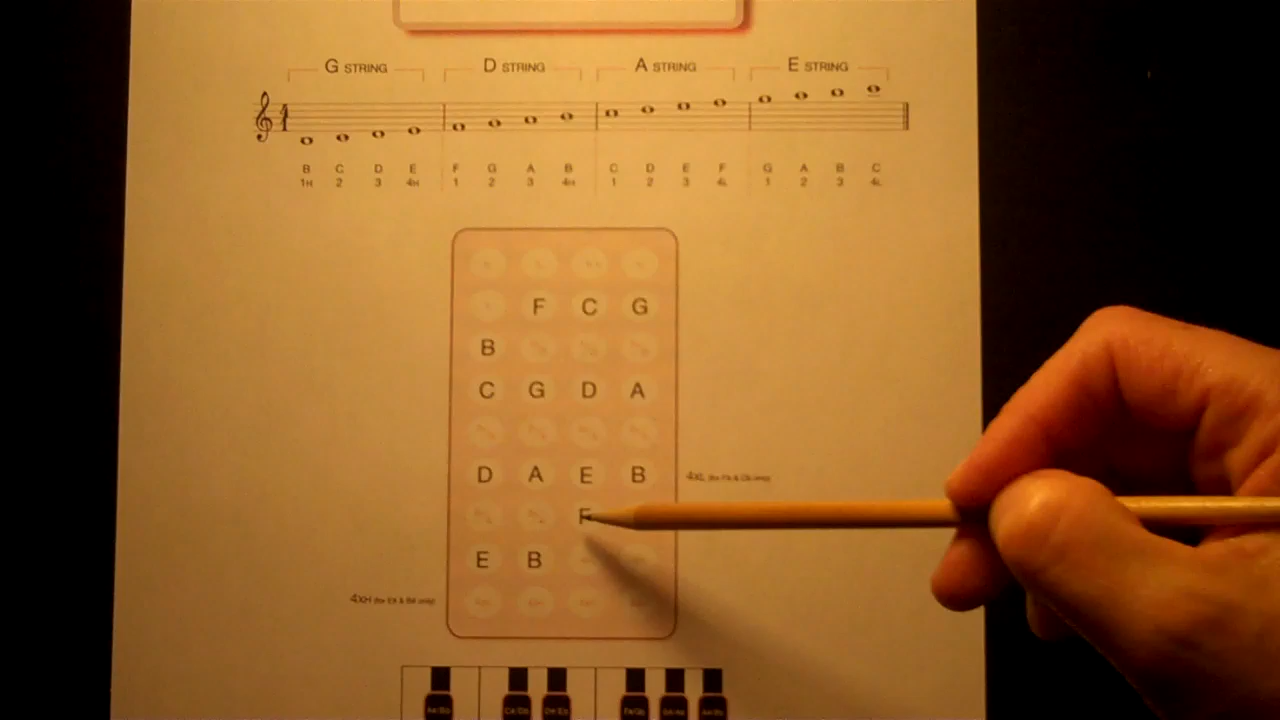 G STRING D STRING A STRING E STRING
B C D E F G A B C D E F G A B C
1H 2 3 4H 1 2 3 4H 1 2 3 4L 1 2 3 4L
F C G
B
C G D A
D A E B
4XL
F
E B
4XH